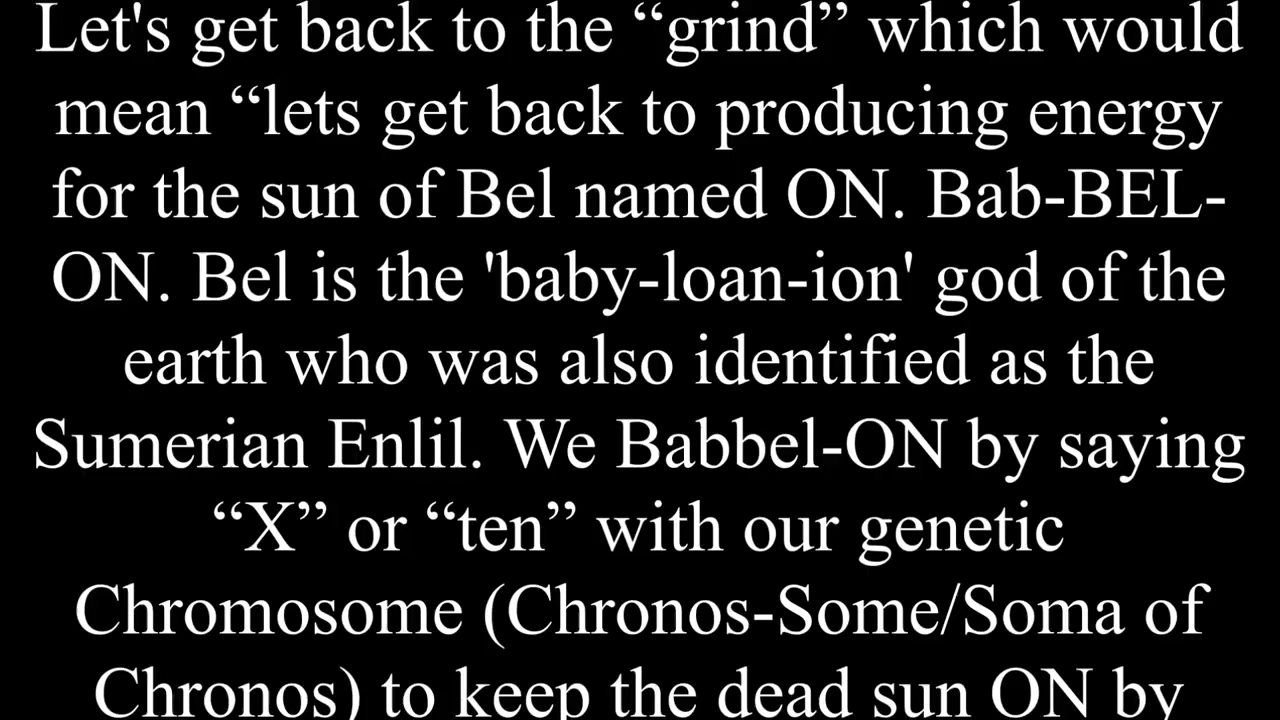 Let's get back to the “grind” which would
mean “lets get back to producing energy
for the sun of Bel named ON. Bab-BEL-
ON. Bel is the 'baby-loan-ion' god of the
earth who was also identified as the
Sumerian Enlil. We Babbel-ON by saying
“X” or “ten” with our genetic
Chromosome (Chronos-Some/Soma of
Chronos) to keep the dead sun ON by